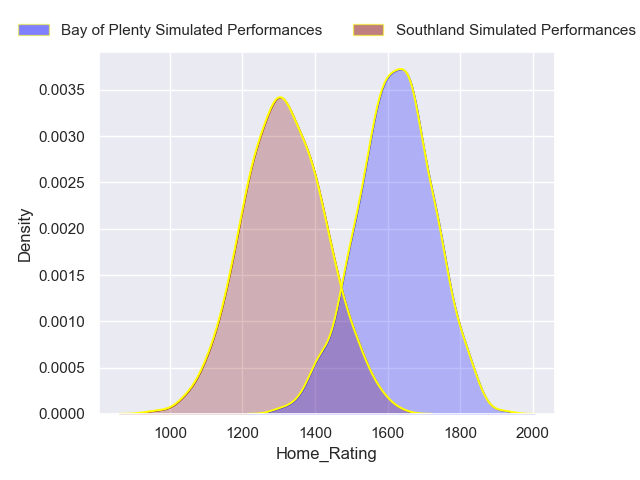 Bay of Plenty Simulated Performances
Southland Simulated Performances
0.0035
0.0030
0.0025
0.0020
0.0015
0.0010
0.0005
0.0000
Density
1000 1200 1400 1600 1800 2000
Home_Rating